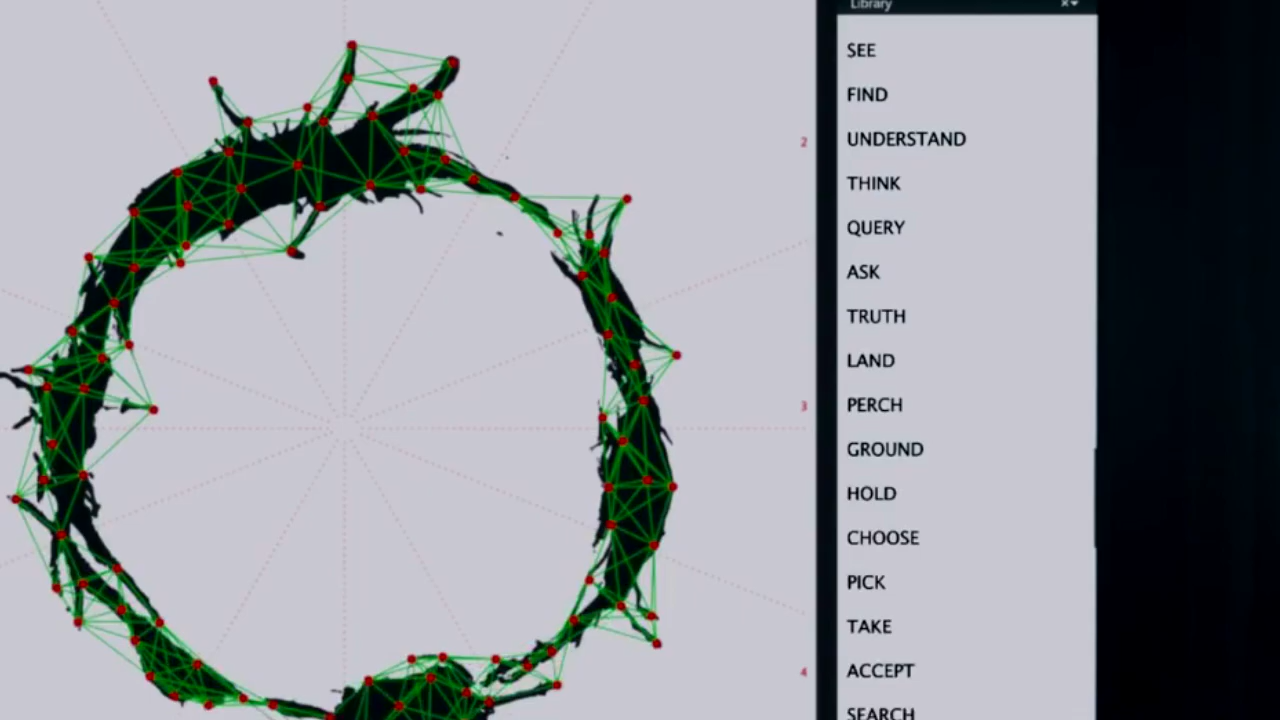 Library
SEE
FIND
UNDERSTAND
THINK
QUERY
2
ASK
TRUTH
LAND
PERCH
3
GROUND
HOLD
CHOOSE
PICK
TAKE
ACCEPT
4
SEARCH